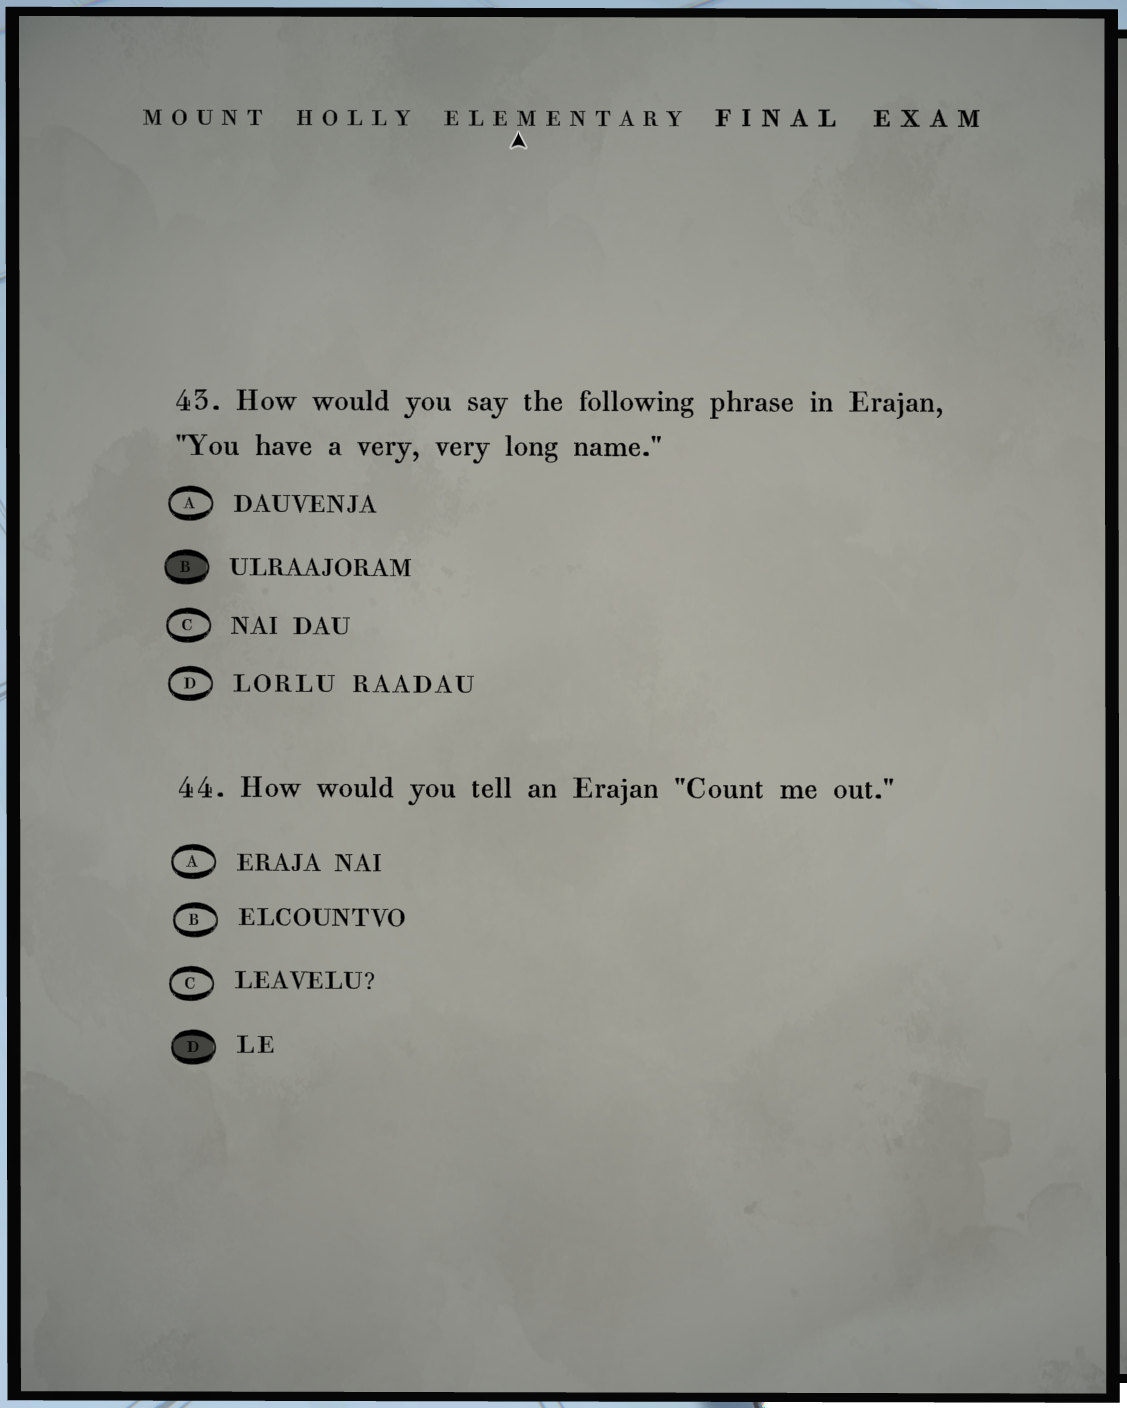 MOUNT HOLLY ELEMENTARY FINAL EXAM
43. How would you say the following phrase in Erajan,
"You have a very, very long name."
A DAUVENJA
B ULRAAJORAM
C NAI DAU
D LORLU RAADAU
44. How would you tell an Erajan "Count me out."
A ERAJA NAI
B ELCOUNTVO
C LEAVELU?
D LE